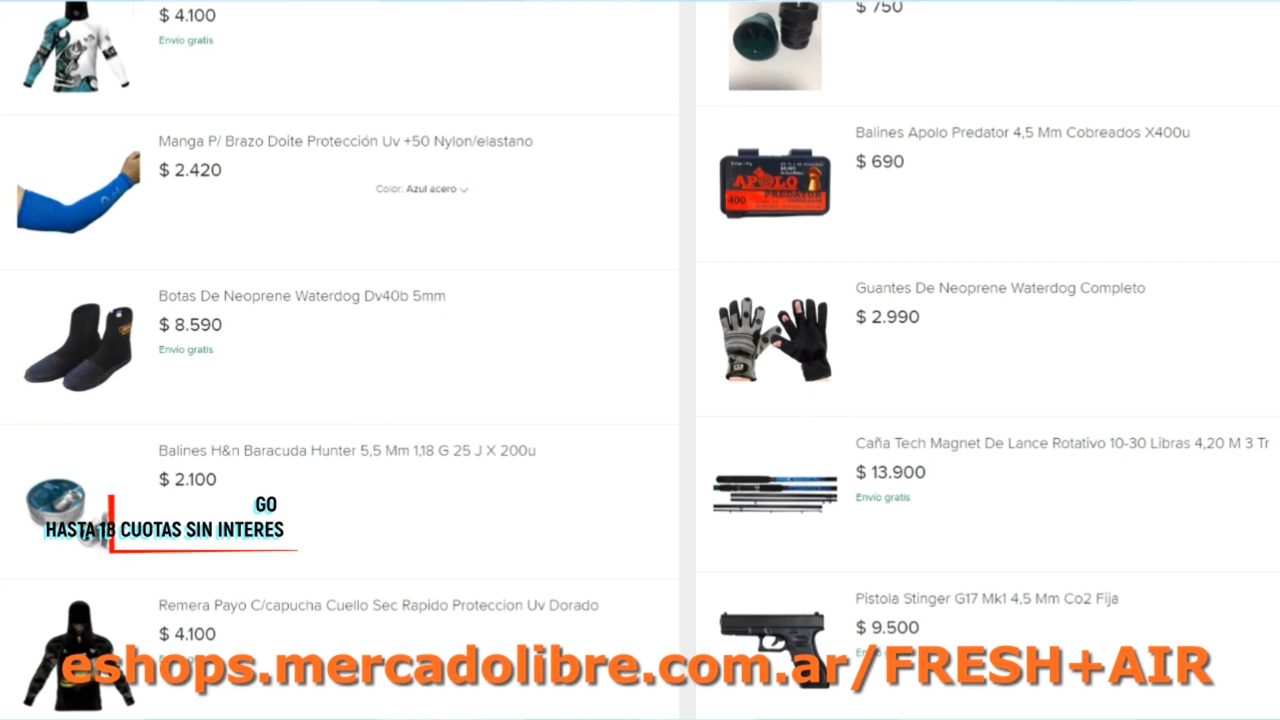 $ 4.100
Envío gratis
Manga P/ Brazo Doite Protección Uv +50 Nylon/elastano
$ 2.420
Color: Azul acero
Botas De Neoprene Waterdog Dv40b 5mm
$ 8.590
Envío gratis
Balines H&n Baracuda Hunter 5,5 Mm 1,18 G 25 J X 200u
$ 2.100
GO
HASTA 18 CUOTAS SIN INTERES
Remera Payo C/capucha Cuello Sec Rapido Proteccion Uv Dorado
$ 4.100
$ 750
Balines Apolo Predator 4,5 Mm Cobreados X400u
$ 690
APOLO
PREDATOR
400
Guantes De Neoprene Waterdog Completo
$ 2.990
Caña Tech Magnet De Lance Rotativo 10-30 Libras 4,20 M 3 Tr
$ 13.900
Envío gratis
Pistola Stinger G17 Mk1 4,5 Mm Co2 Fija
$ 9.500
eshops.mercadolibre.com.ar/FRESH+AIR